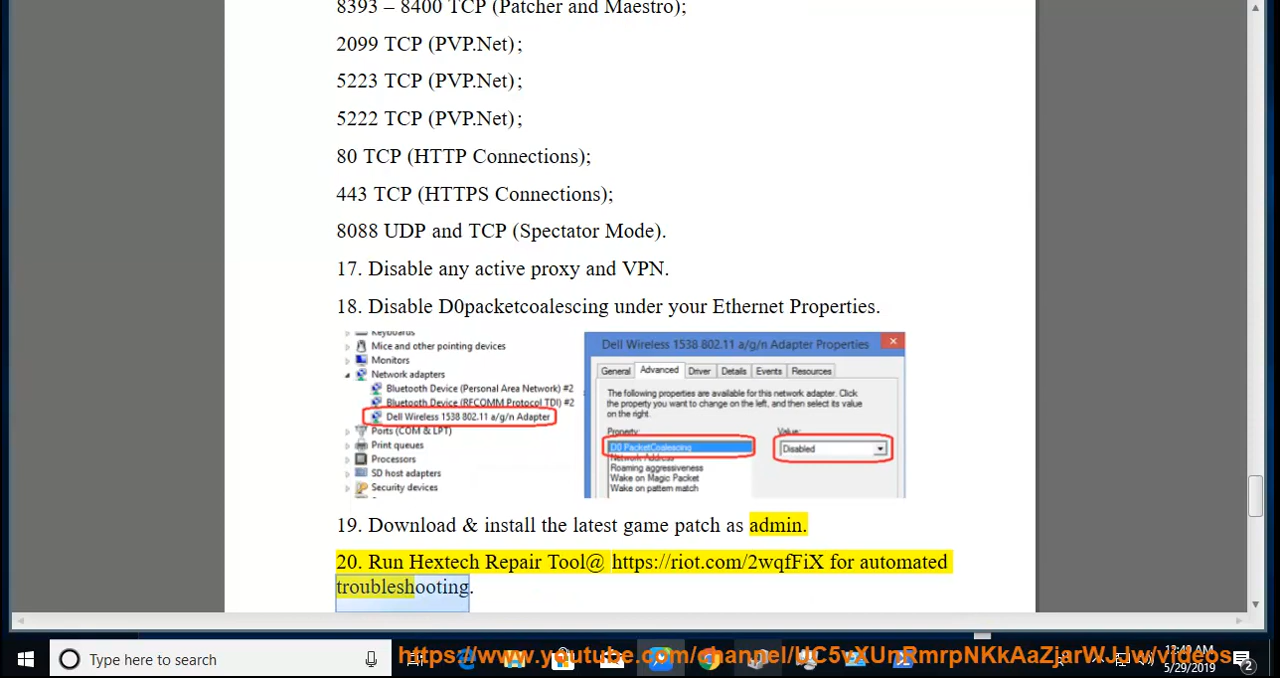 8393 – 8400 TCP (Patcher and Maestro);
2099 TCP (PVP.Net);
5223 TCP (PVP.Net);
5222 TCP (PVP.Net);
80 TCP (HTTP Connections);
443 TCP (HTTPS Connections);
8088 UDP and TCP (Spectator Mode).
17. Disable any active proxy and VPN.
18. Disable D0packetcoalescing under your Ethernet Properties.
Keyboards
Mice and other pointing devices
Monitors
Network adapters
Bluetooth Device (Personal Area Network) #2
Bluetooth Device (RFCOMM Protocol TDI) #2
Dell Wireless 1538 802.11 a/g/n Adapter
Ports (COM & LPT)
Print queues
Processors
SD host adapters
Security devices
Dell Wireless 1538 802.11 a/g/n Adapter Properties
General Advanced Driver Details Events Resources
The following properties are available for this network adapter. Click
the property you want to change on the left, and then select its value
on the right.
Property: Value:
D0 PacketCoalescing Disabled
Network Address
Roaming aggressiveness
Wake on Magic Packet
Wake on pattern match
19. Download & install the latest game patch as admin.
20. Run Hextech Repair Tool@ https://riot.com/2wqfFiX for automated
troubleshooting.
Type here to search
5/29/2019
2